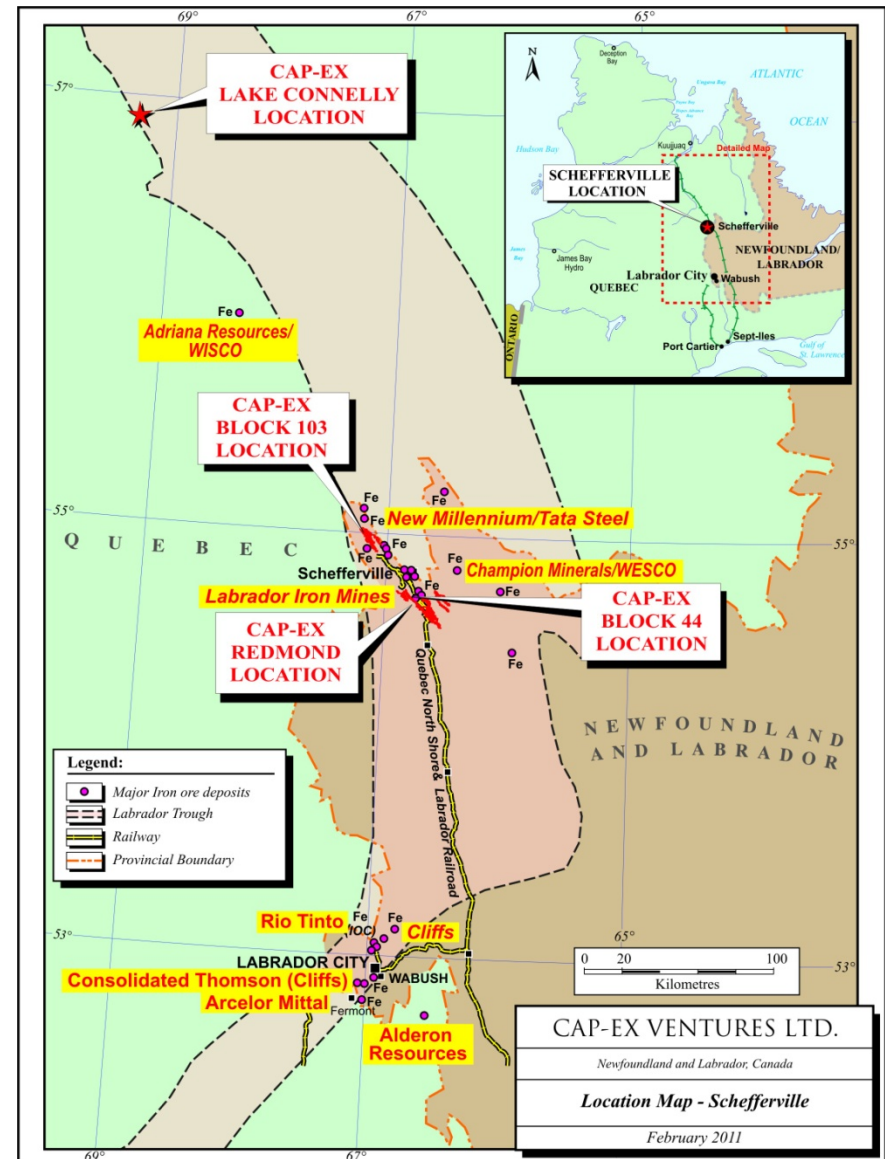 69°
67°
65°
57°
CAP-EX
LAKE CONNELLY
LOCATION
N
Deception
Bay
Ungava Bay
ATLANTIC
OCEAN
Hudson Bay
Kuujjuaq
Detailed Map
SCHEFFERVILLE
LOCATION
Schefferville
NEWFOUNDLAND/
LABRADOR
James
Bay
James Bay
Hydro
Labrador City
Wabush
QUEBEC
ONTARIO
Sept-Iles
Port Cartier
Gulf of
St. Lawrence
Fe
Adriana Resources/
WISCO
CAP-EX
BLOCK 103
LOCATION
Fe
Fe
Fe
New Millennium/Tata Steel
55°
55°
QUEBEC
Fe
Fe
Fe
Schefferville
Champion Minerals/WESCO
Labrador Iron Mines
Fe
Fe
CAP-EX
REDMOND
LOCATION
CAP-EX
BLOCK 44
LOCATION
Fe
Quebec North Shore& Labrador Railroad
NEWFOUNDLAND
AND LABRADOR
Legend:
Major Iron ore deposits
Labrador Trough
Railway
Provincial Boundary
Rio Tinto
Fe
(IOC)
Fe
Cliffs
53°
65°
53°
LABRADOR CITY
WABUSH
Consolidated Thomson (Cliffs)
Fe
Arcelor Mittal
Fe
Fermont
Alderon
Resources
0 20 100
Kilometres
CAP-EX VENTURES LTD.
Newfoundland and Labrador, Canada
Location Map - Schefferville
February 2011
69°
67°